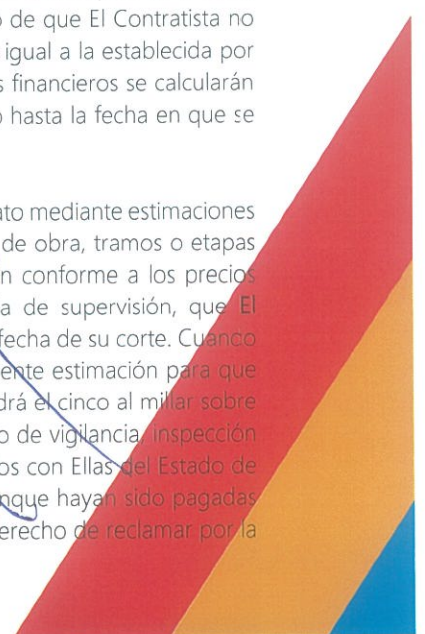 o de que El Contratista no
igual a la establecida por
s financieros se calcularán
o hasta la fecha en que se
ato mediante estimaciones
de obra, tramos o etapas
n conforme a los precios
a de supervisión, que El
fecha de su corte. Cuando
ente estimación para que
drá el cinco al millar sobre
o de vigilancia, inspección
os con Ellas del Estado de
nque hayan sido pagadas
erecho de reclamar por la